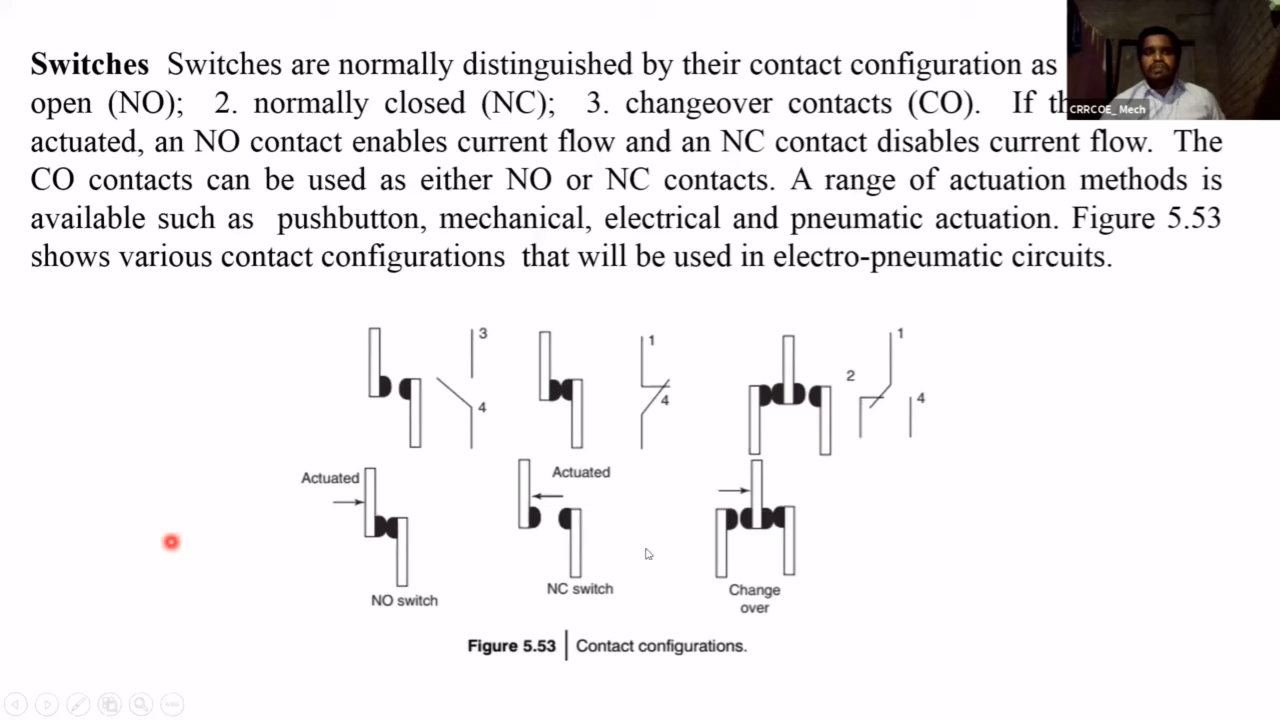 Switches Switches are normally distinguished by their contact configuration as
open (NO); 2. normally closed (NC); 3. changeover contacts (CO). If
CRRCOE_ Mech
actuated, an NO contact enables current flow and an NC contact disables current flow. The
CO contacts can be used as either NO or NC contacts. A range of actuation methods is
available such as pushbutton, mechanical, electrical and pneumatic actuation. Figure 5.53
shows various contact configurations that will be used in electro-pneumatic circuits.
3
1
1
2
4
4
4
Actuated
Actuated
NO switch
NC switch
Change
over
Figure 5.53 Contact configurations.